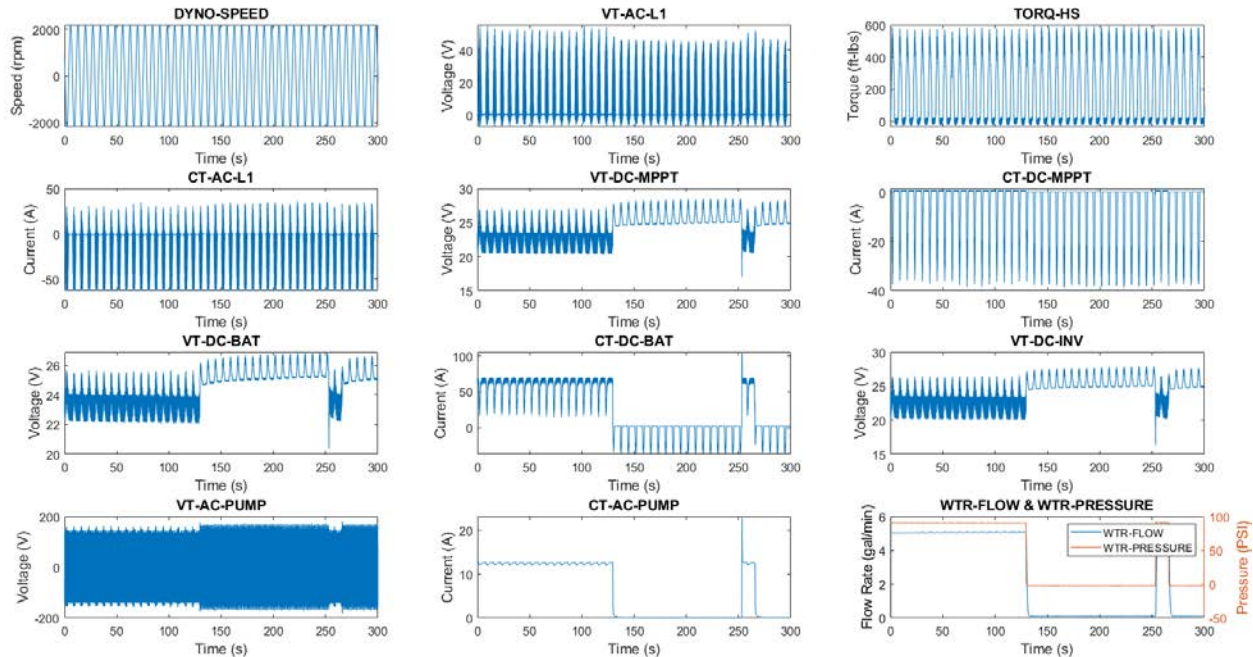 DYNO-SPEED
Speed (rpm)
2000
0
-2000
0 50 100 150 200 250 300
Time (s)
VT-AC-L1
Voltage (V)
40
20
0
0 50 100 150 200 250 300
Time (s)
TORQ-HS
Torque (ft-lbs)
600
400
200
0
0 50 100 150 200 250 300
Time (s)
CT-AC-L1
Current (A)
50
0
-50
0 50 100 150 200 250 300
Time (s)
VT-DC-MPPT
Voltage (V)
30
25
20
15
0 50 100 150 200 250 300
Time (s)
CT-DC-MPPT
Current (A)
0
-20
-40
0 50 100 150 200 250 300
Time (s)
VT-DC-BAT
Voltage (V)
26
24
22
20
0 50 100 150 200 250 300
Time (s)
CT-DC-BAT
Current (A)
100
50
0
0 50 100 150 200 250 300
Time (s)
VT-DC-INV
Voltage (V)
30
25
20
15
0 50 100 150 200 250 300
Time (s)
VT-AC-PUMP
Voltage (V)
200
0
-200
0 50 100 150 200 250 300
Time (s)
CT-AC-PUMP
Current (A)
20
10
0
0 50 100 150 200 250 300
Time (s)
WTR-FLOW & WTR-PRESSURE
Flow Rate (gal/min)
6
4
2
0
WTR-FLOW
WTR-PRESSURE
100
50
0
-50
Pressure (PSI)
0 50 100 150 200 250 300
Time (s)